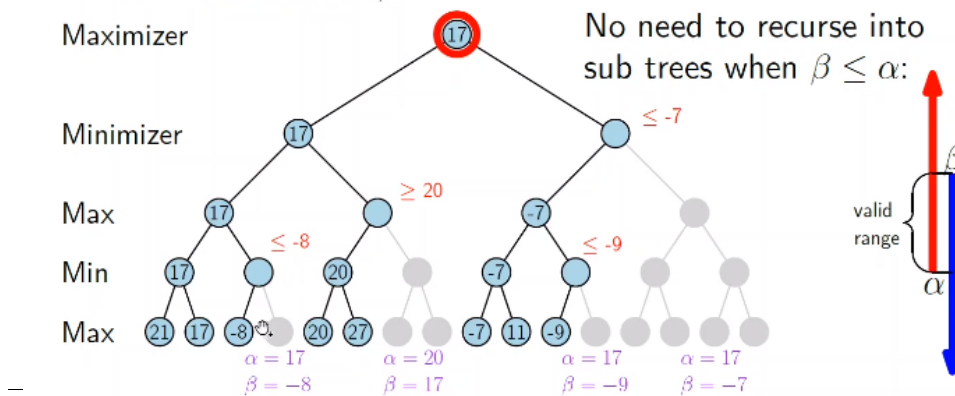 Maximizer
17
No need to recurse into
sub trees when β ≤ α:
Minimizer
17
≤ -7
Max
17
≥ 20
-7
≤ -8
≤ -9
Min
17
20
-7
Max
21 17 -8 20 27 -7 11 -9
α = 17 α = 20 α = 17 α = 17
β = −8 β = 17 β = −9 β = −7
β
valid
range
α